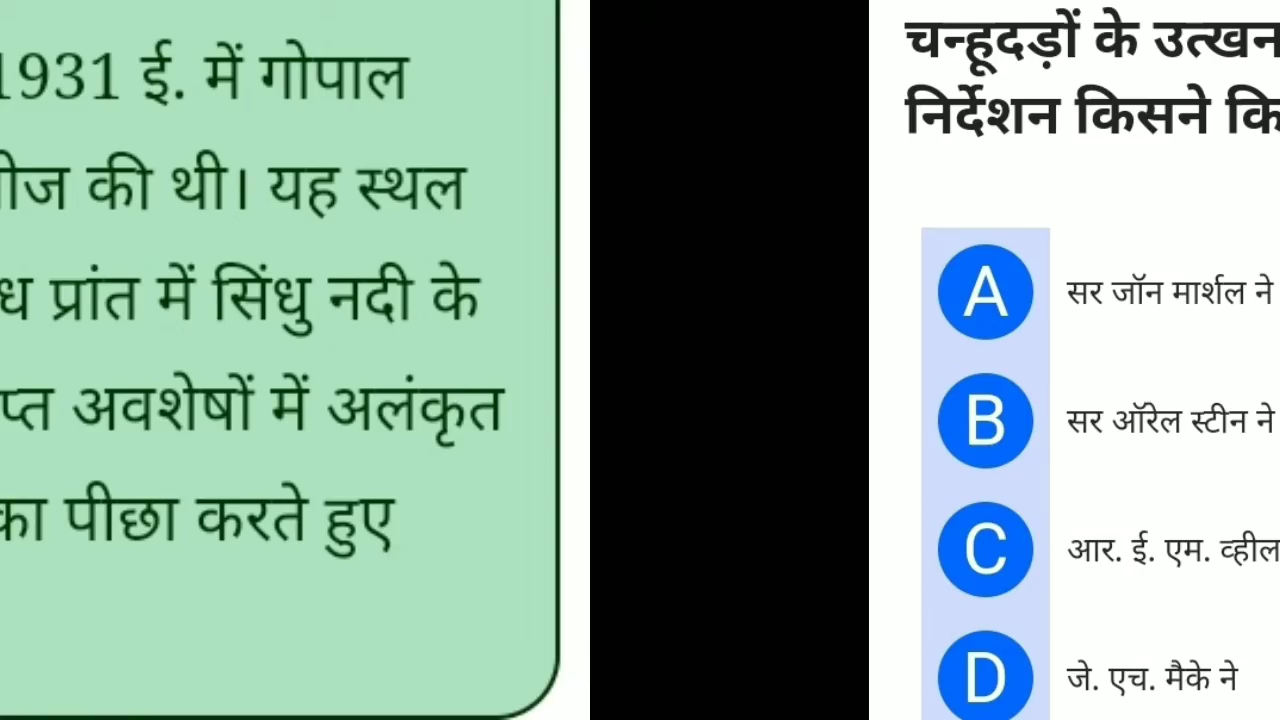 1931 ई. में गोपाल
की थी। यह स्थल
प्रांत में सिंधु नदी के
अवशेषों में अलंकृत
का पीछा करते हुए
चन्हूदड़ों के उत्खन
निर्देशन किसने कि
A सर जॉन मार्शल ने
B सर ऑरेल स्टीन ने
C आर. ई. एम. व्हील
D जे. एच. मैके ने